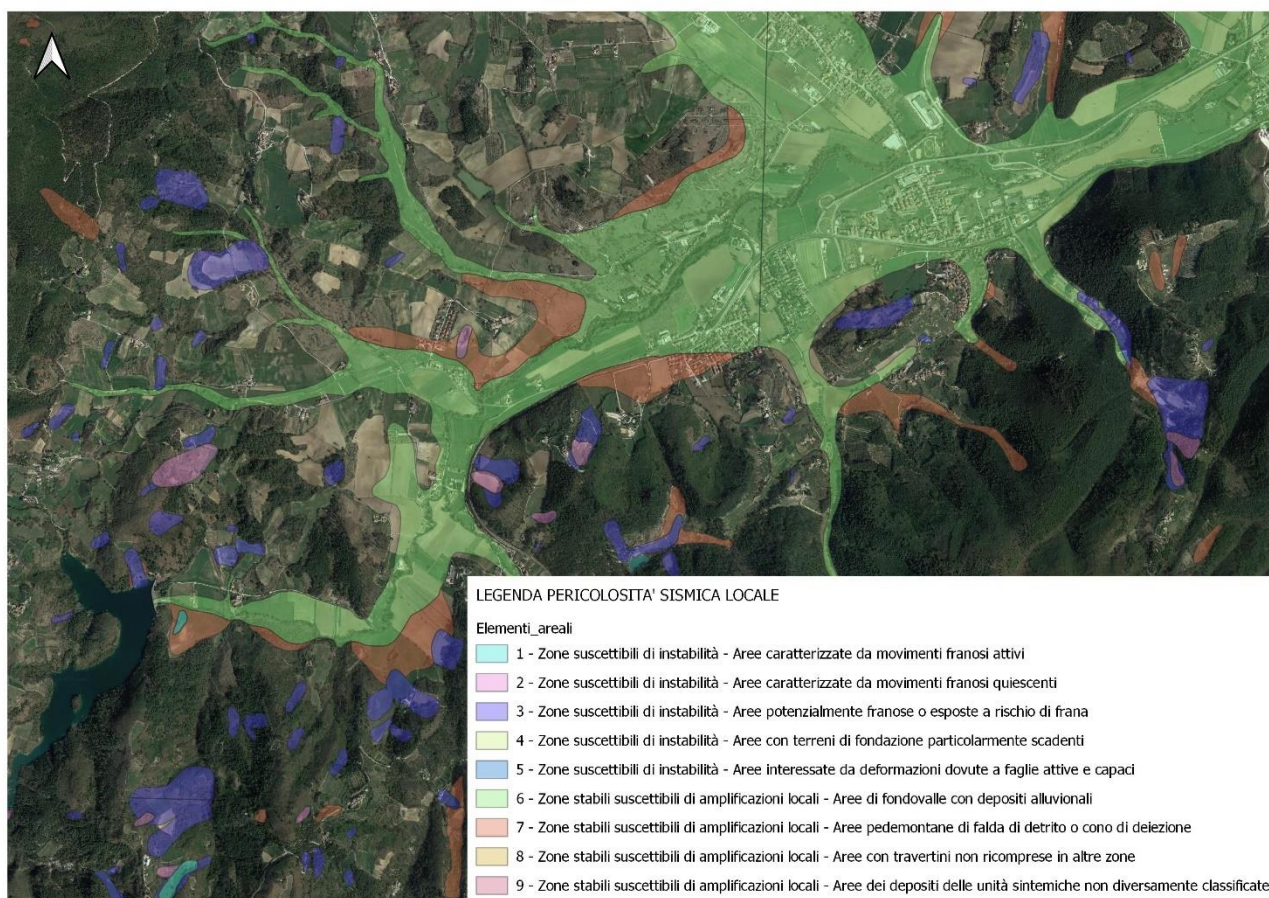 LEGENDA PERICOLOSITA' SISMICA LOCALE
Elementi_areali
1 - Zone suscettibili di instabilità - Aree caratterizzate da movimenti franosi attivi
2 - Zone suscettibili di instabilità - Aree caratterizzate da movimenti franosi quiescenti
3 - Zone suscettibili di instabilità - Aree potenzialmente franose o esposte a rischio di frana
4 - Zone suscettibili di instabilità - Aree con terreni di fondazione particolarmente scadenti
5 - Zone suscettibili di instabilità - Aree interessate da deformazioni dovute a faglie attive e capaci
6 - Zone stabili suscettibili di amplificazioni locali - Aree di fondovalle con depositi alluvionali
7 - Zone stabili suscettibili di amplificazioni locali - Aree pedemontane di falda di detrito o cono di deiezione
8 - Zone stabili suscettibili di amplificazioni locali - Aree con travertini non ricomprese in altre zone
9 - Zone stabili suscettibili di amplificazioni locali - Aree dei depositi delle unità sintemiche non diversamente classificate